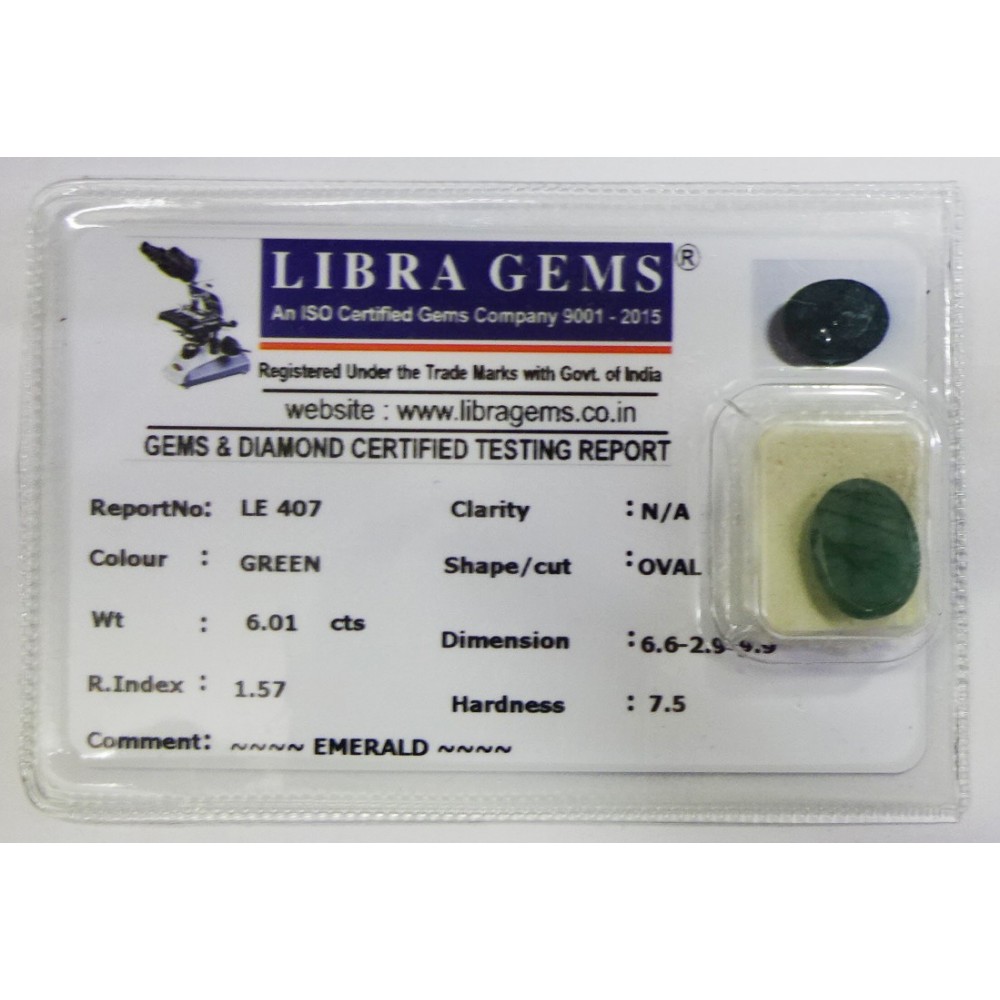 LIBRA GEMS ®
An ISO Certified Gems Company 9001 - 2015
Registered Under the Trade Marks with Govt. of India
website : www.libragems.co.in
GEMS & DIAMOND CERTIFIED TESTING REPORT
ReportNo: LE 407 Clarity : N/A
Colour : GREEN Shape/cut : OVAL
Wt : 6.01 cts Dimension : 6.6-2.9-9.9
R.Index : 1.57 Hardness : 7.5
Comment: ~~~~ EMERALD ~~~~